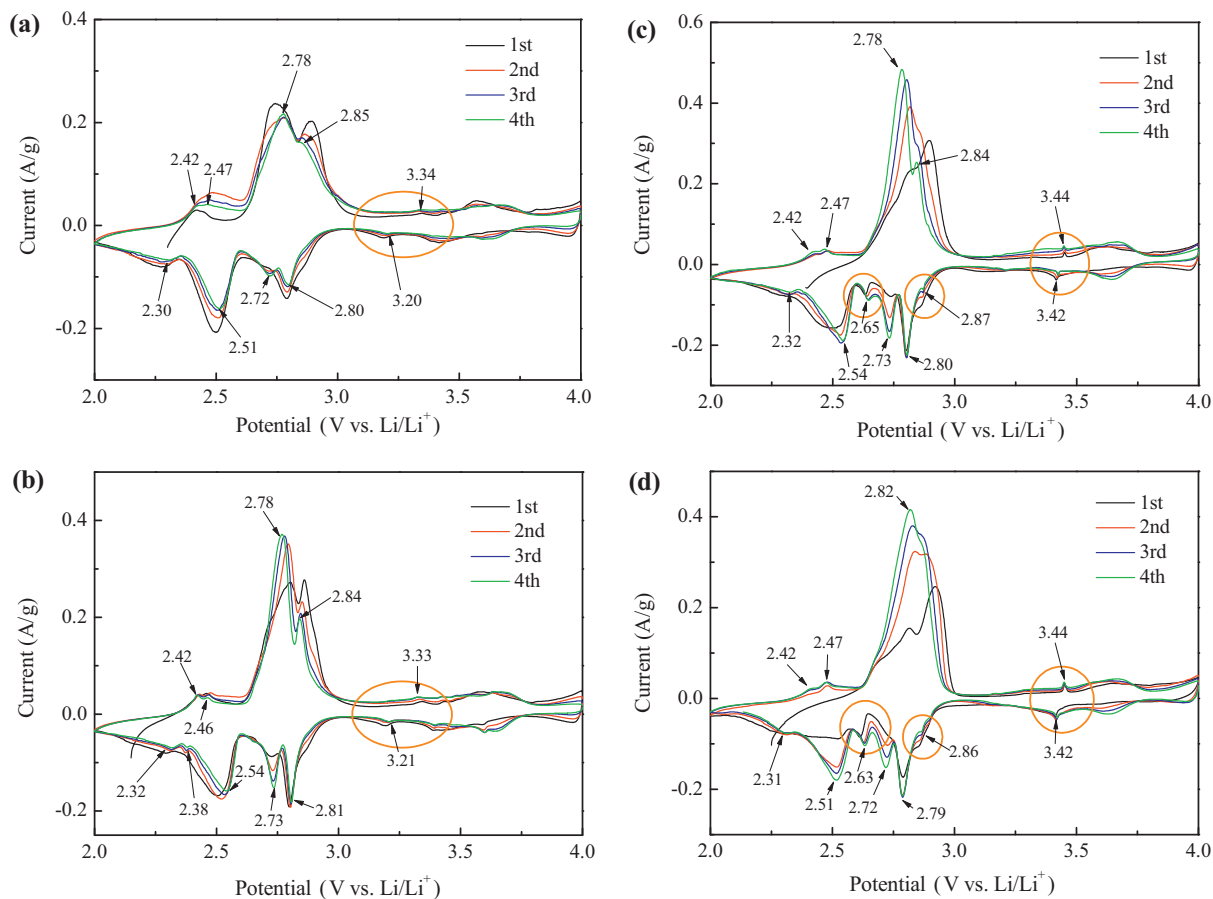 (a)
0.4
0.2
0.0
-0.2
Current (A/g)
1st
2nd
3rd
4th
2.78
2.85
2.42
2.47
3.34
2.30
2.51
2.72
2.80
3.20
2.0 2.5 3.0 3.5 4.0
Potential (V vs. Li/Li⁺)
(c)
0.6
0.4
0.2
0.0
-0.2
Current (A/g)
1st
2nd
3rd
4th
2.78
2.84
2.42
2.47
3.44
2.32
2.54
2.65
2.73
2.80
2.87
3.42
2.0 2.5 3.0 3.5 4.0
Potential (V vs. Li/Li⁺)
(b)
0.4
0.2
0.0
-0.2
Current (A/g)
1st
2nd
3rd
4th
2.78
2.84
2.42
2.46
3.33
2.32
2.38
2.54
2.73
2.81
3.21
2.0 2.5 3.0 3.5 4.0
Potential (V vs. Li/Li⁺)
(d)
0.4
0.2
0.0
-0.2
Current (A/g)
1st
2nd
3rd
4th
2.82
2.42
2.47
3.44
2.31
2.51
2.63
2.72
2.79
2.86
3.42
2.0 2.5 3.0 3.5 4.0
Potential (V vs. Li/Li⁺)